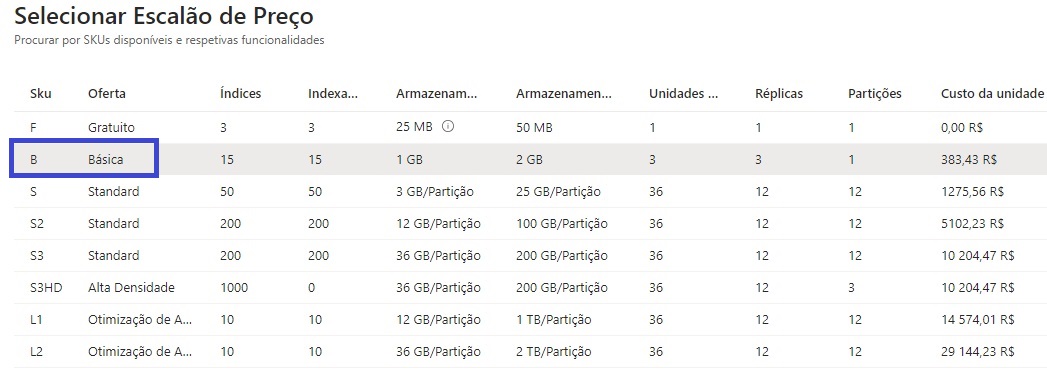 Selecionar Escalão de Preço
Procurar por SKUs disponíveis e respetivas funcionalidades
Sku Oferta Índices Indexa... Armazenam... Armazenamen... Unidades ... Réplicas Partições Custo da unidade
F Gratuito 3 3 25 MB 50 MB 1 1 1 0,00 R$
B Básica 15 15 1 GB 2 GB 3 3 1 383,43 R$
S Standard 50 50 3 GB/Partição 25 GB/Partição 36 12 12 1275,56 R$
S2 Standard 200 200 12 GB/Partição 100 GB/Partição 36 12 12 5102,23 R$
S3 Standard 200 200 36 GB/Partição 200 GB/Partição 36 12 12 10 204,47 R$
S3HD Alta Densidade 1000 0 36 GB/Partição 200 GB/Partição 36 12 3 10 204,47 R$
L1 Otimização de A... 10 10 12 GB/Partição 1 TB/Partição 36 12 12 14 574,01 R$
L2 Otimização de A... 10 10 36 GB/Partição 2 TB/Partição 36 12 12 29 144,23 R$